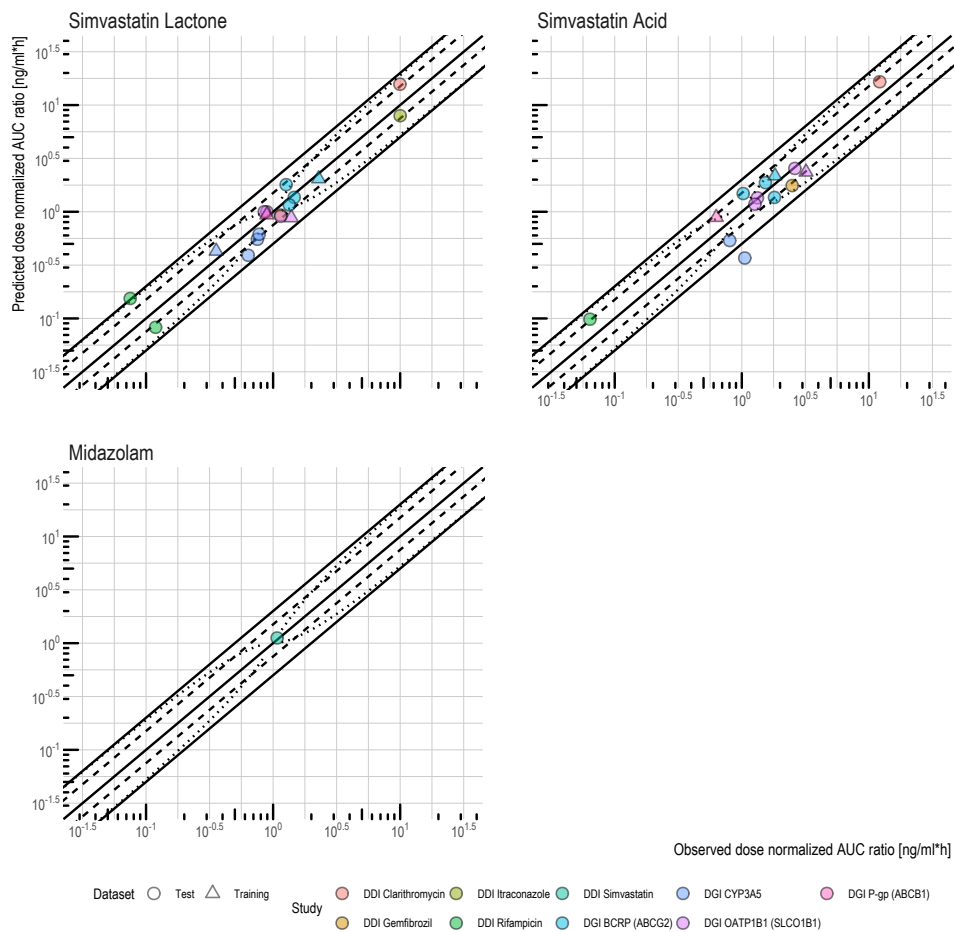 Simvastatin Lactone
Simvastatin Acid
Predicted dose normalized AUC ratio [ng/ml*h]
10^1.5
10^1
10^0.5
10^0
10^-0.5
10^-1
10^-1.5
10^-1.5 10^-1 10^0 10^0.5 10^1 10^1.5
Midazolam
10^1.5
10^1
10^0.5
10^0
10^-0.5
10^-1
10^-1.5
10^-1.5 10^-1 10^-0.5 10^0 10^0.5 10^1 10^1.5
Observed dose normalized AUC ratio [ng/ml*h]
Dataset Test Training
Study
DDI Clarithromycin DDI Itraconazole DDI Simvastatin DGI CYP3A5 DGI P-gp (ABCB1)
DDI Gemfibrozil DDI Rifampicin DGI BCRP (ABCG2) DGI OATP1B1 (SLCO1B1)